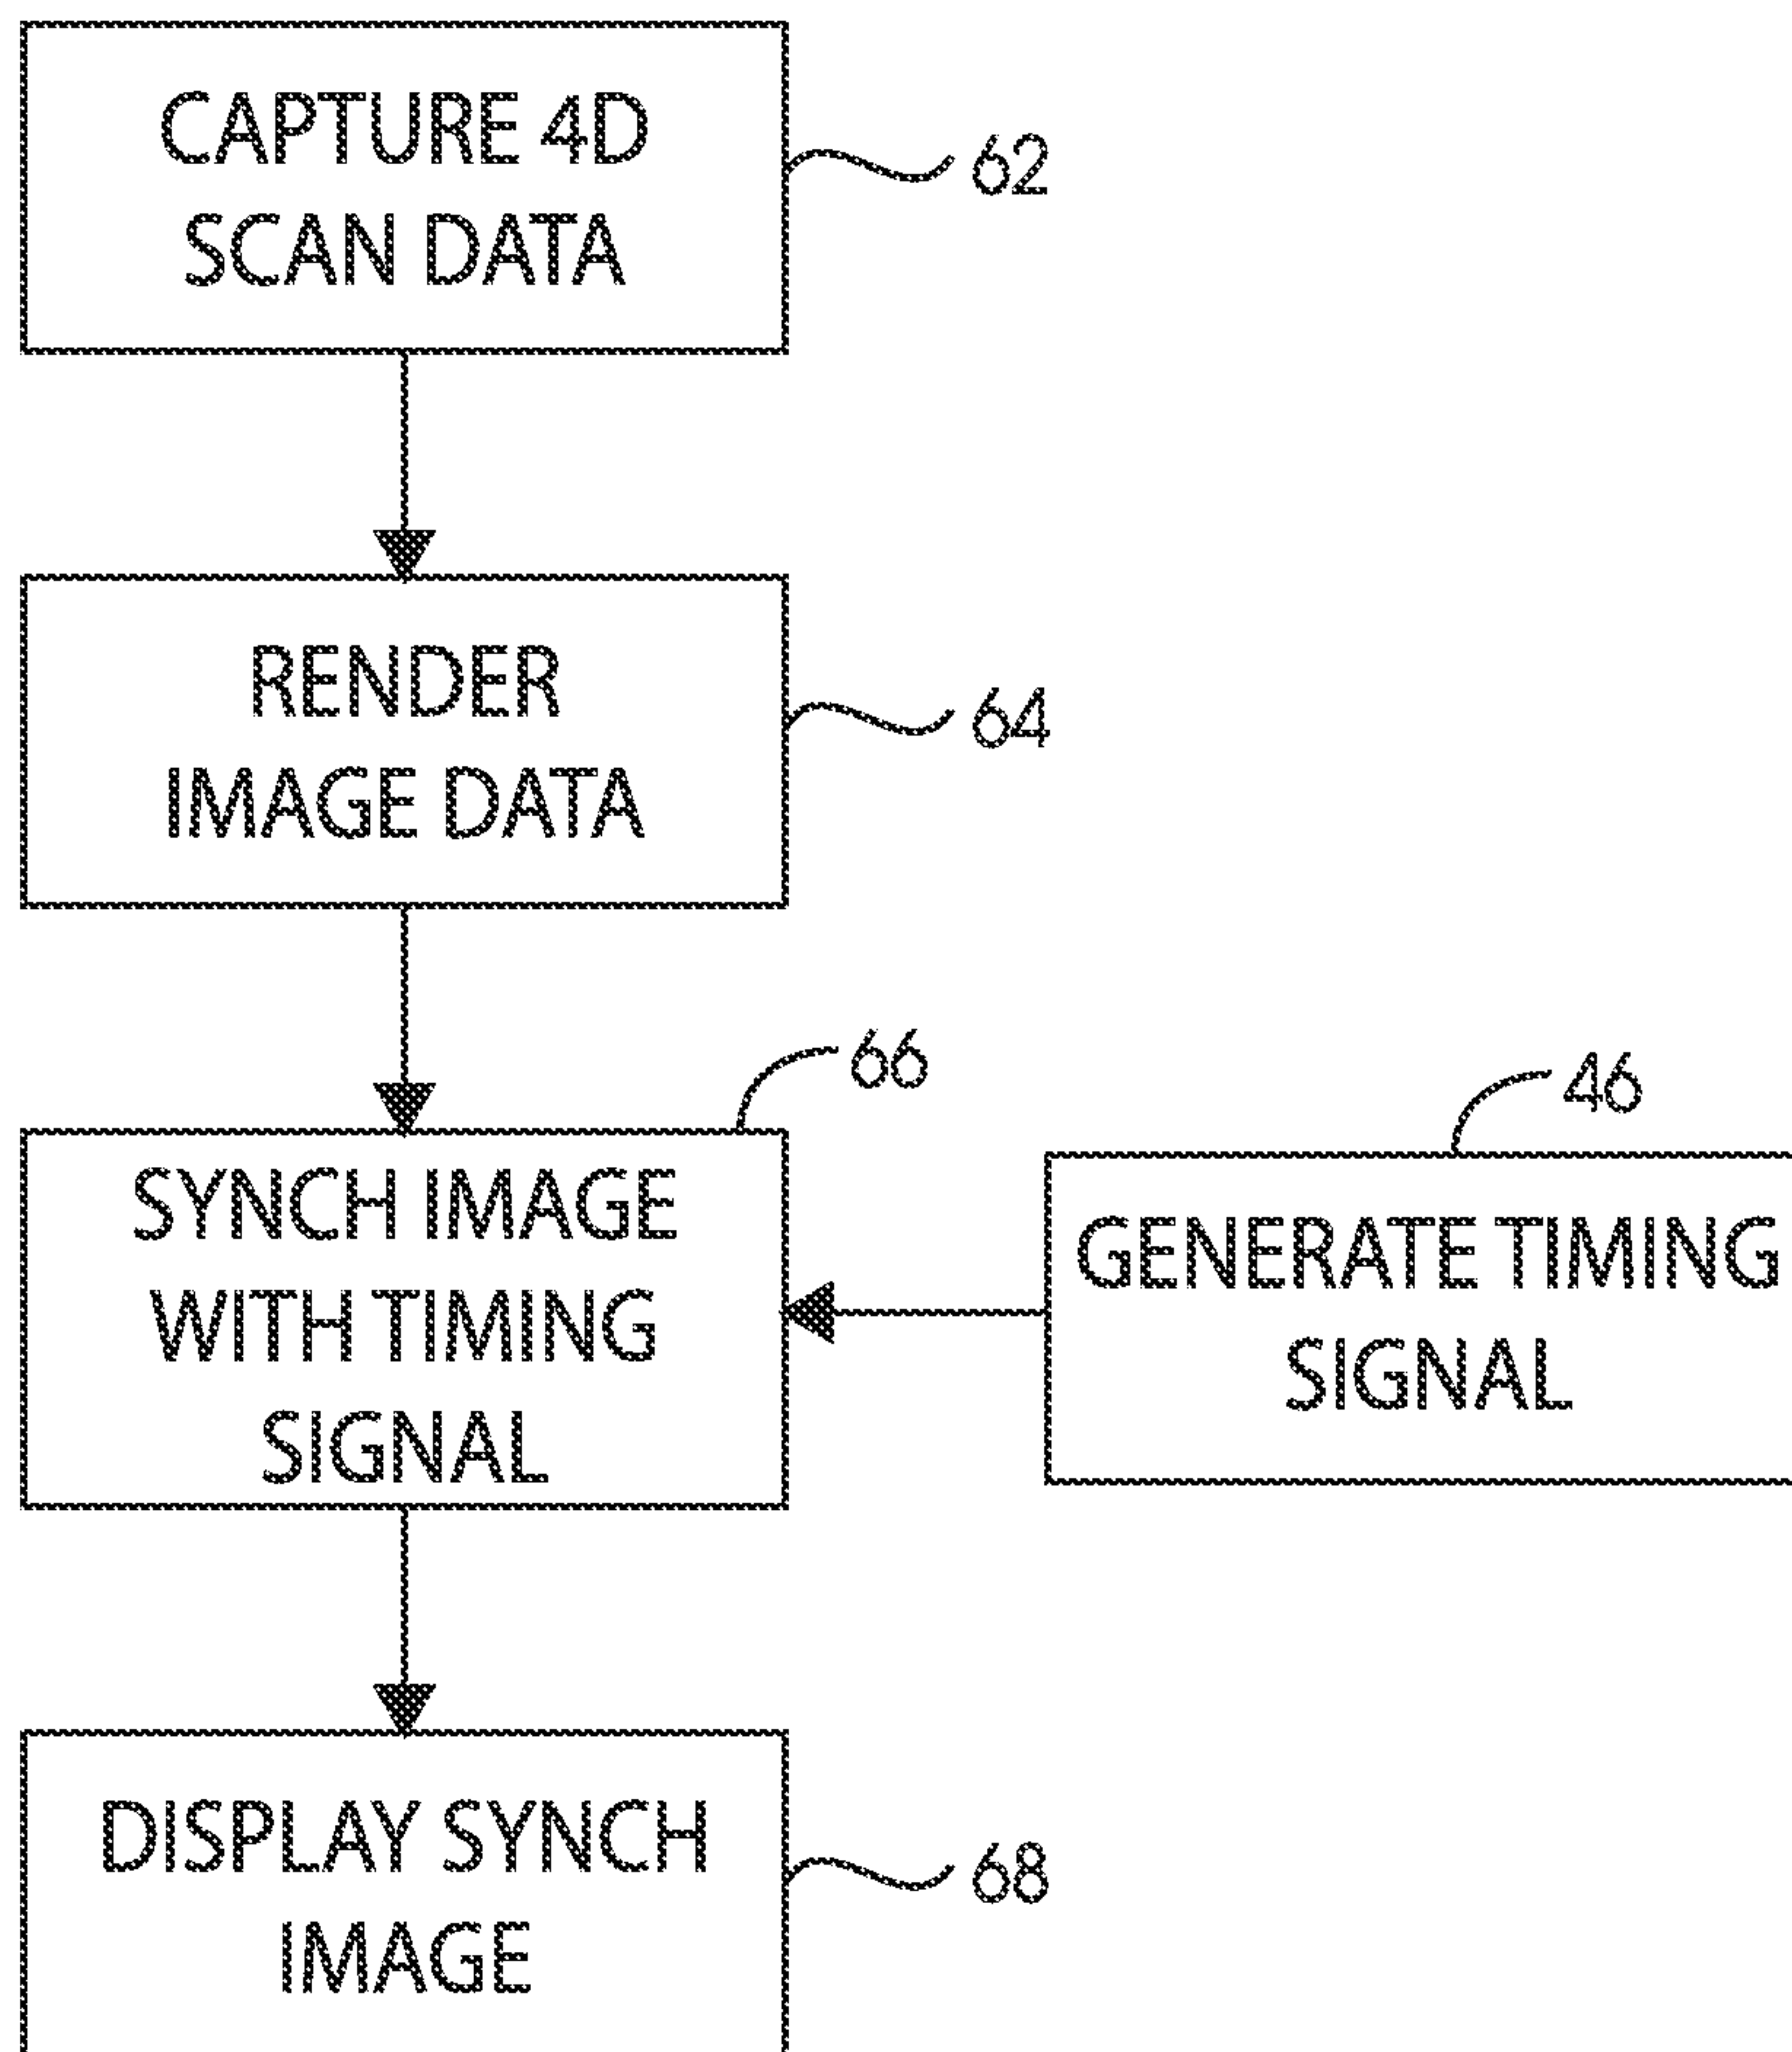 CAPTURE 4D
SCAN DATA
62
RENDER
IMAGE DATA
64
66
SYNCH IMAGE
WITH TIMING
SIGNAL
46
GENERATE TIMING
SIGNAL
DISPLAY SYNCH
IMAGE
68